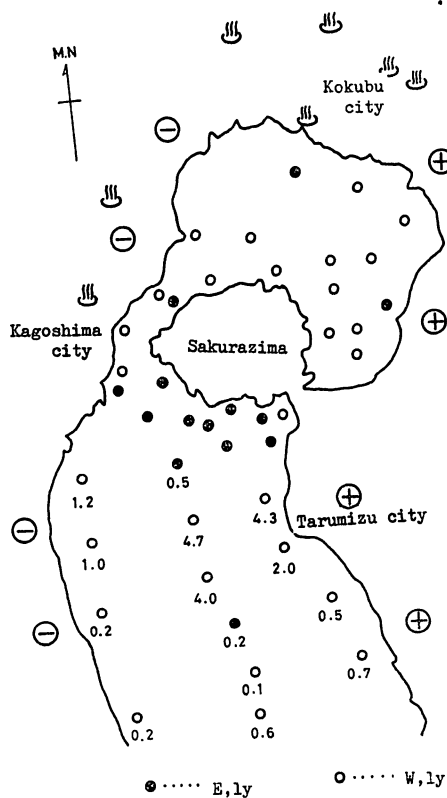 M.N
Kokubu
city
Kagoshima
city
Sakurazima
0.5
1.2
4.3
Tarumizu city
4.7
1.0
2.0
4.0
0.5
0.2
0.2
0.7
0.1
0.2
0.6
E,ly
W,ly